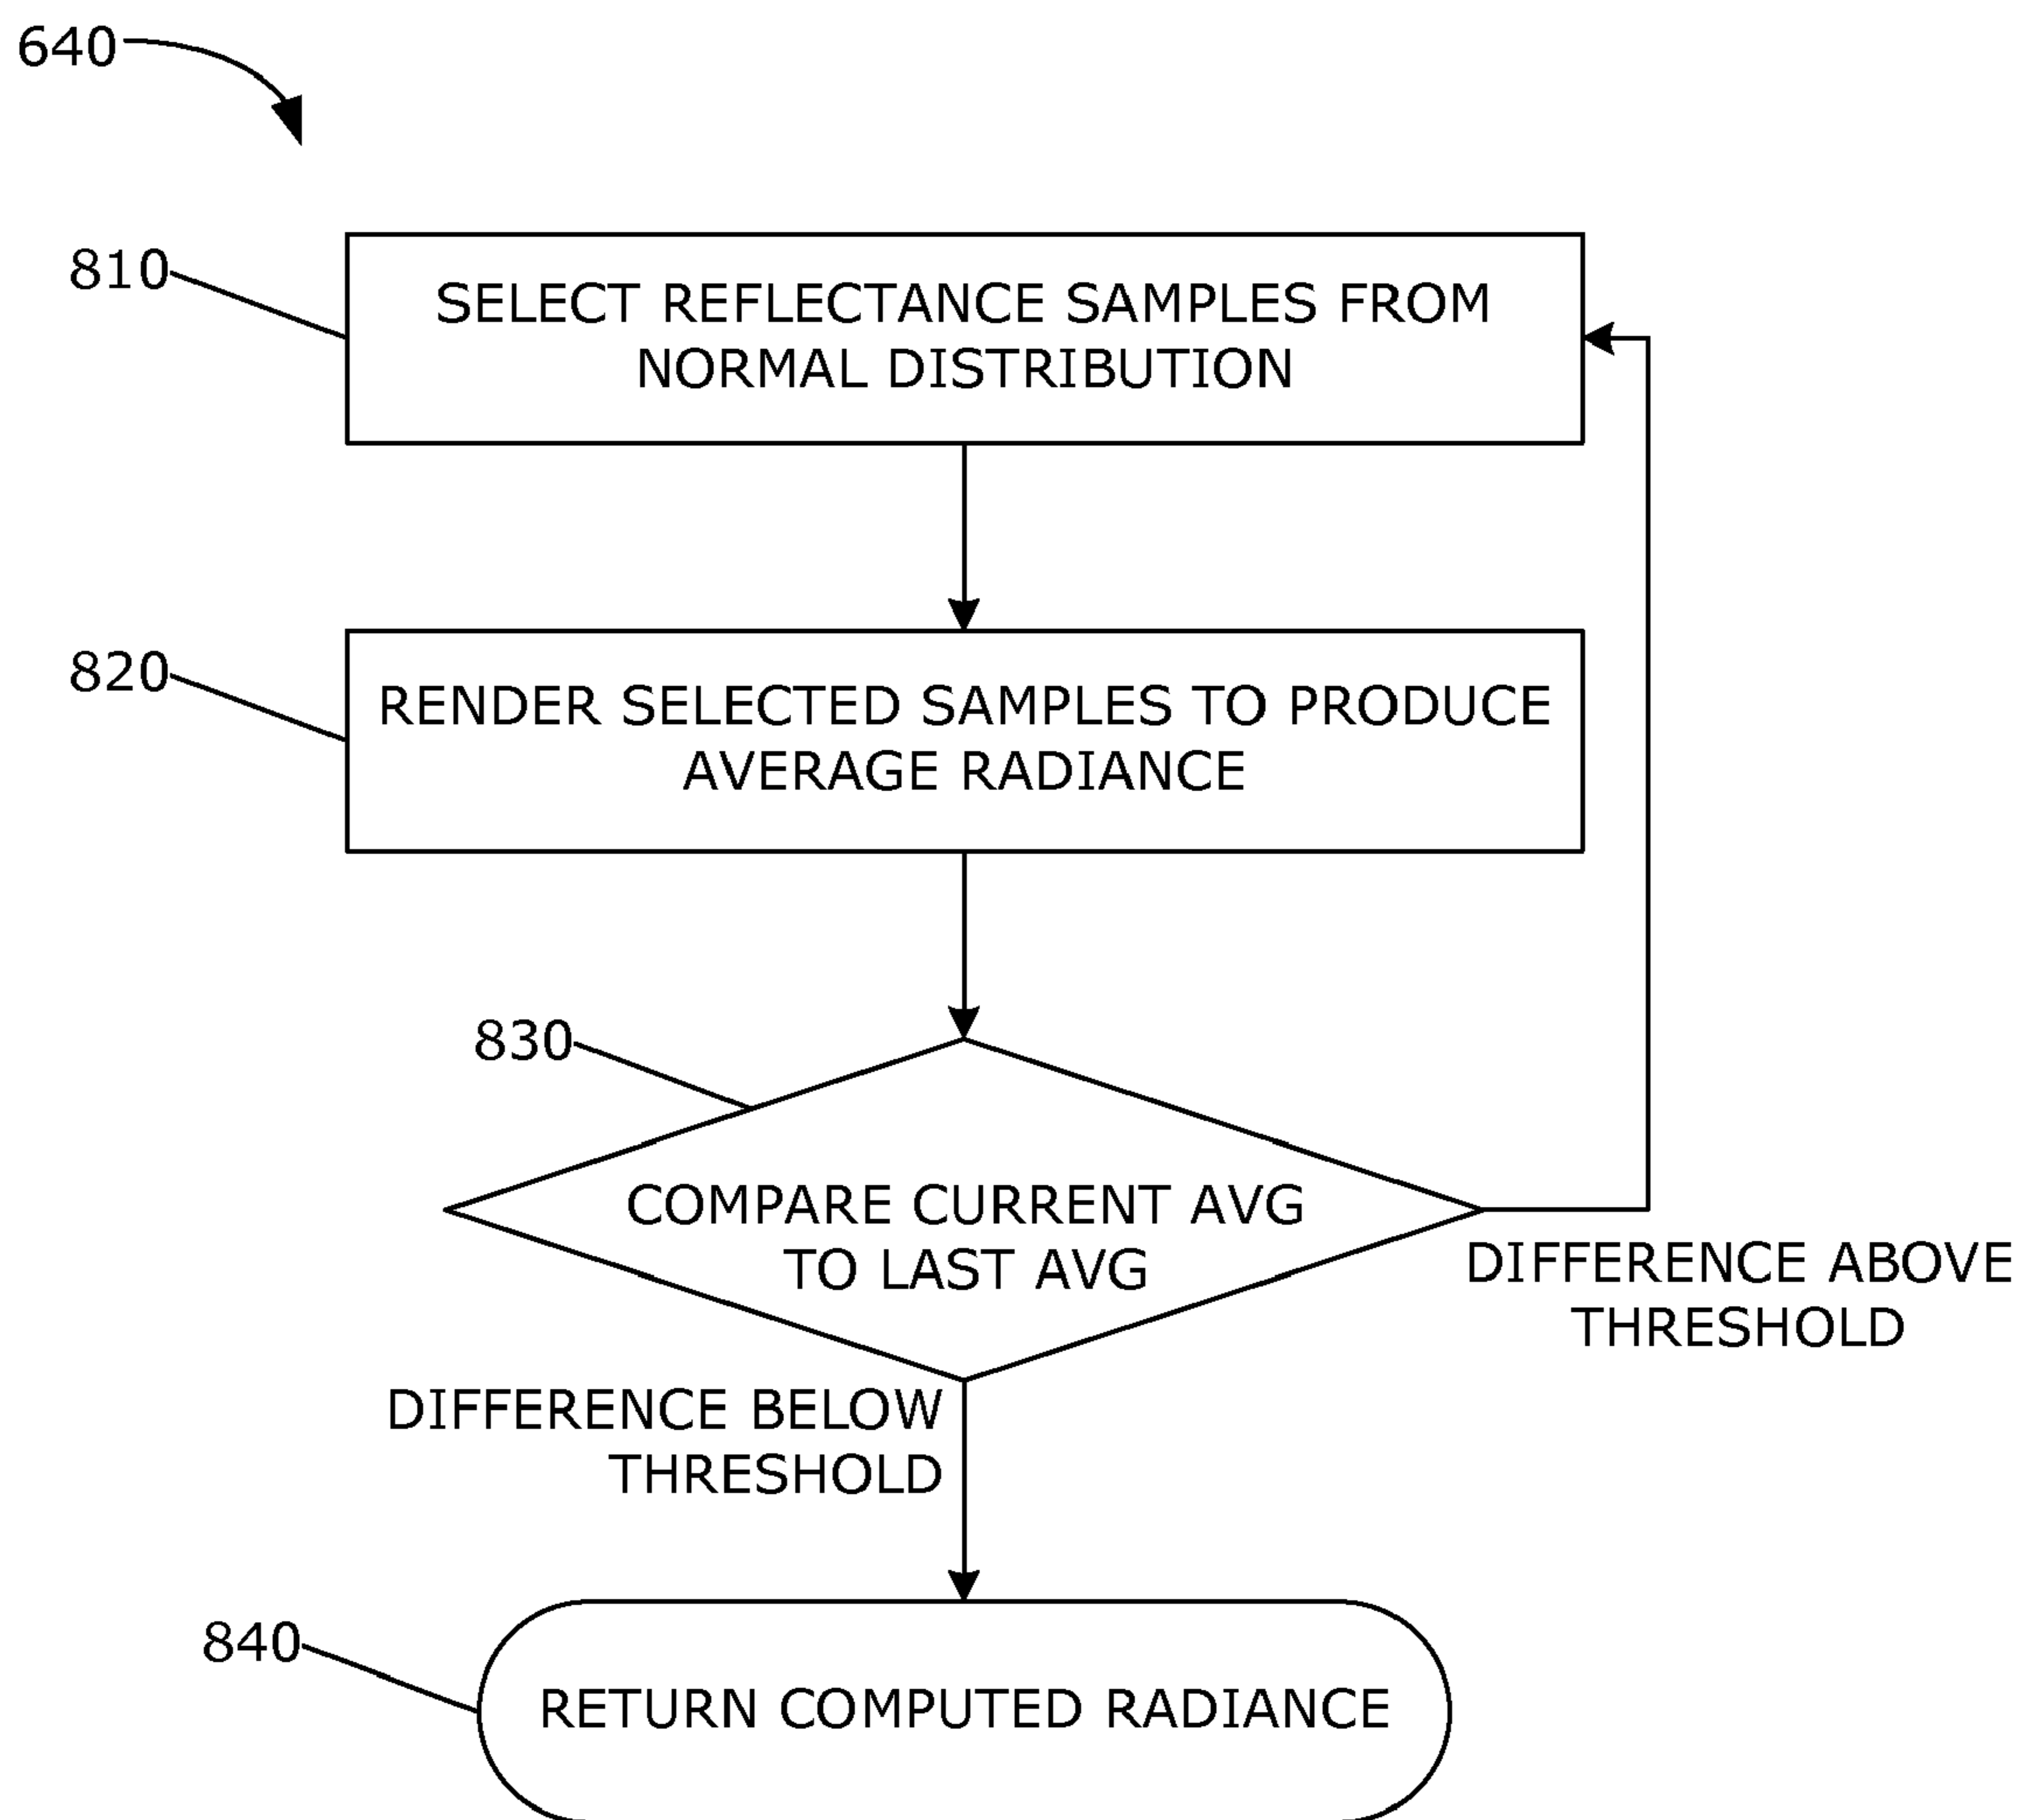 640
810
SELECT REFLECTANCE SAMPLES FROM
NORMAL DISTRIBUTION
820
RENDER SELECTED SAMPLES TO PRODUCE
AVERAGE RADIANCE
830
COMPARE CURRENT AVG
TO LAST AVG
DIFFERENCE ABOVE
THRESHOLD
DIFFERENCE BELOW
THRESHOLD
840
RETURN COMPUTED RADIANCE